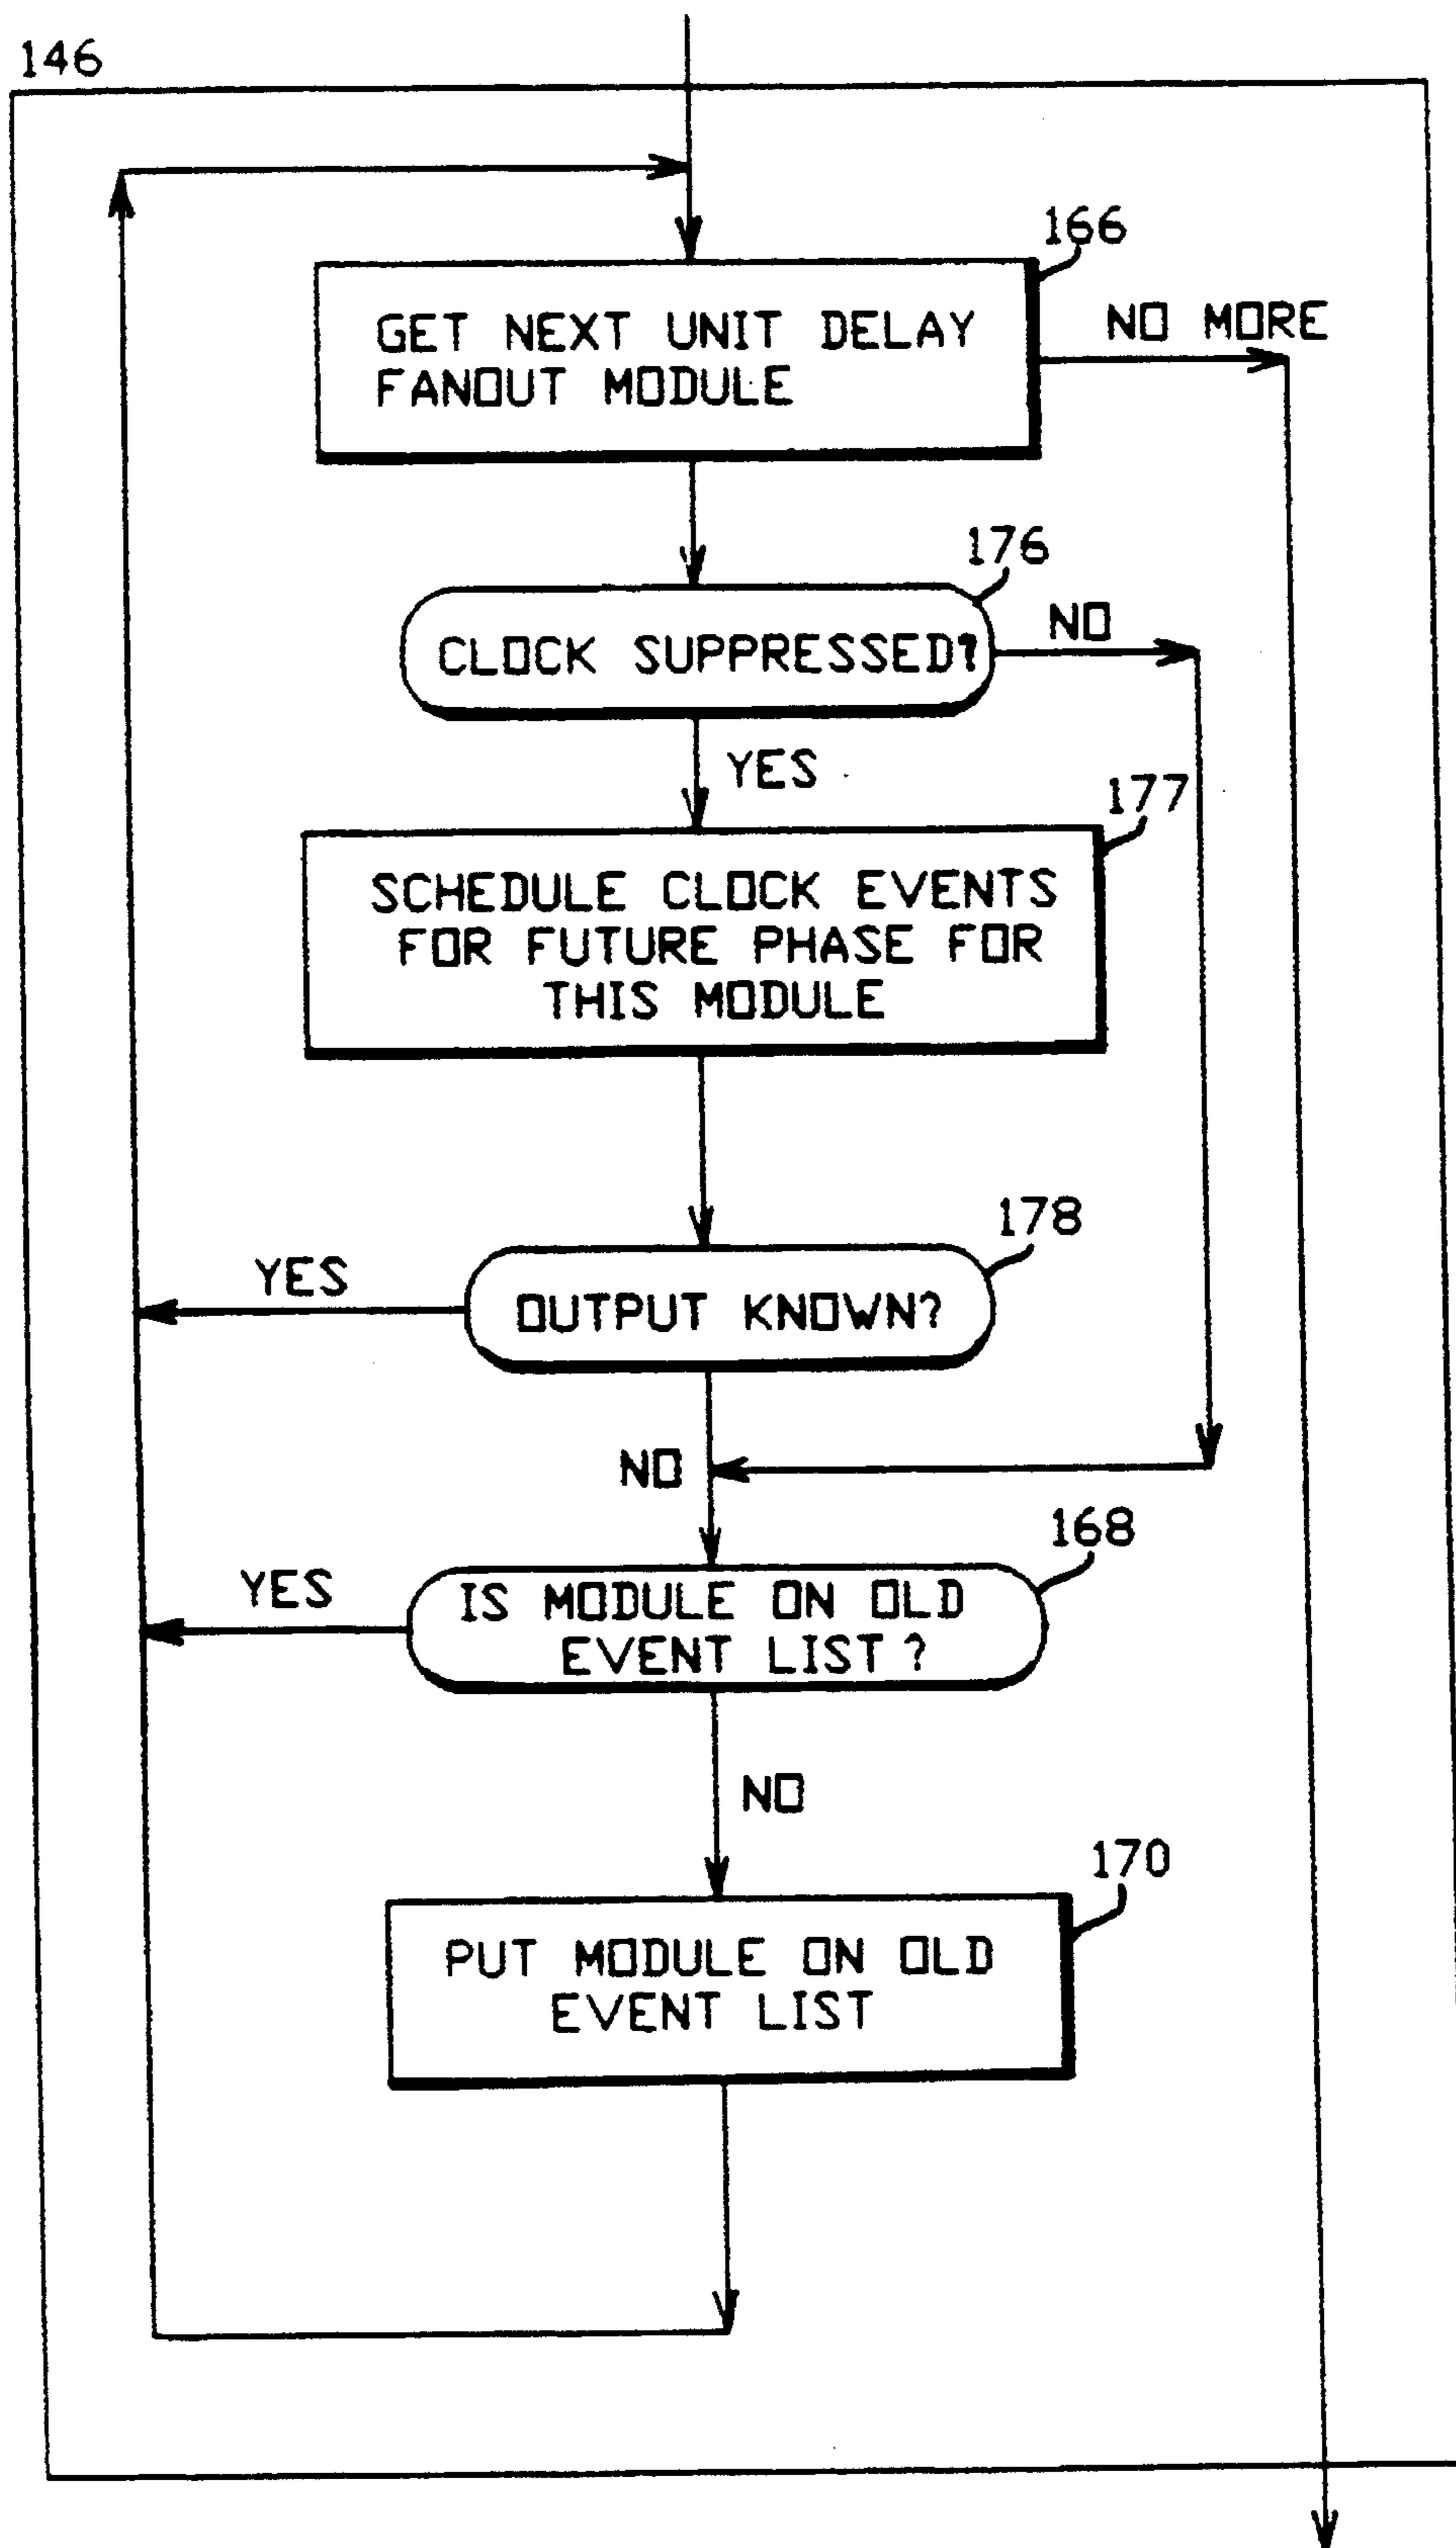 146
166
GET NEXT UNIT DELAY
FANOUT MODULE
NO MORE
176
CLOCK SUPPRESSED?
NO
YES
177
SCHEDULE CLOCK EVENTS
FOR FUTURE PHASE FOR
THIS MODULE
178
YES
OUTPUT KNOWN?
NO
168
YES
IS MODULE ON OLD
EVENT LIST ?
NO
170
PUT MODULE ON OLD
EVENT LIST